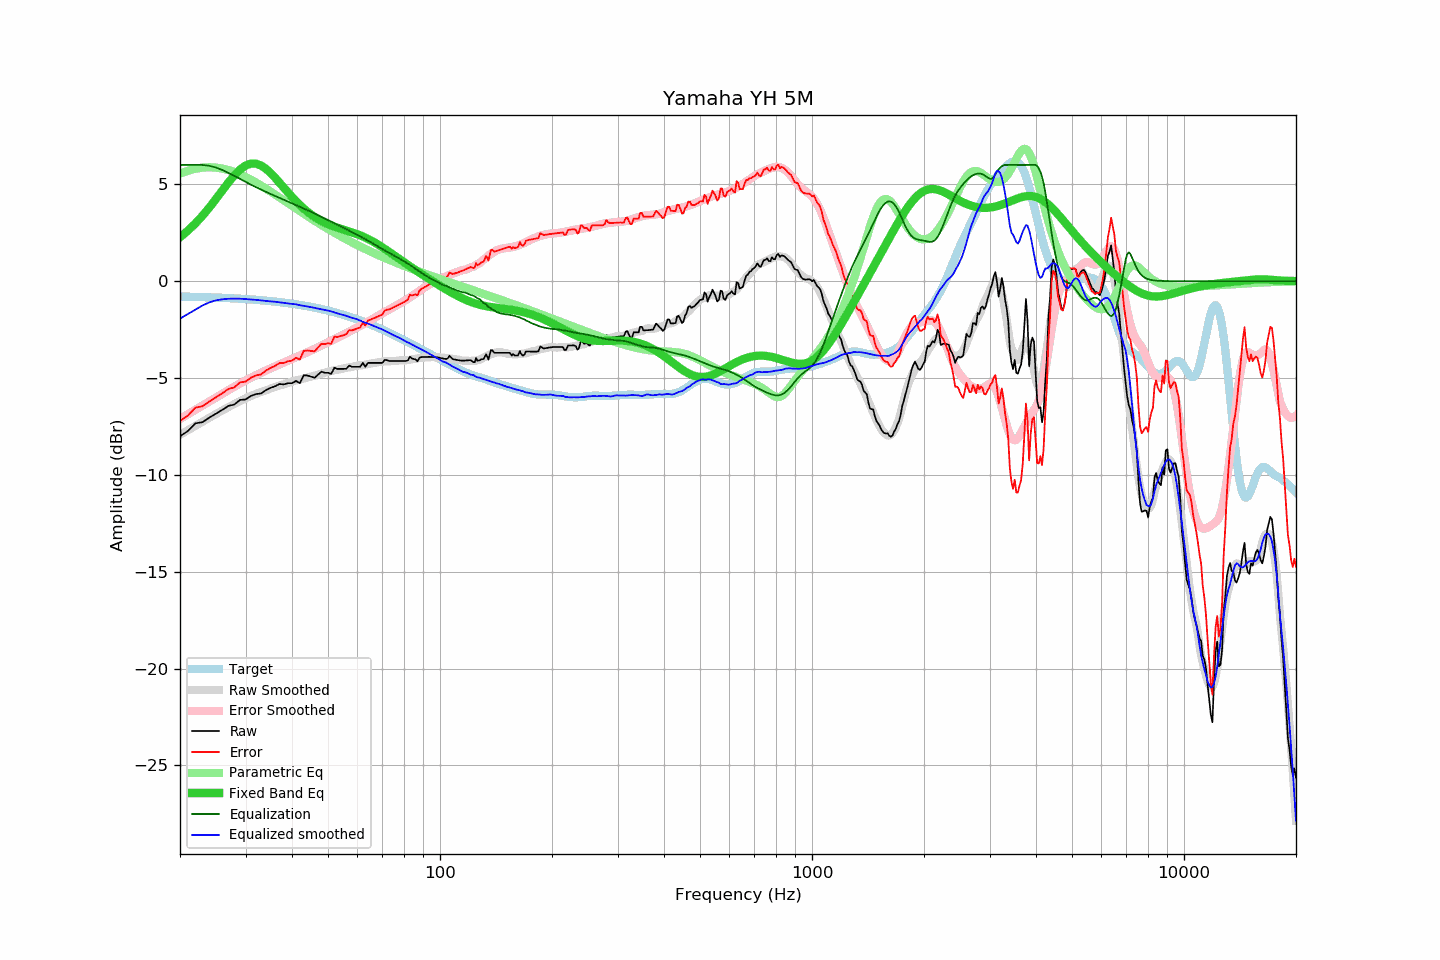 Yamaha YH 5M
5
0
−5
−10
−15
−20
−25
Amplitude (dBr)
Target
Raw Smoothed
Error Smoothed
Raw
Error
Parametric Eq
Fixed Band Eq
Equalization
Equalized smoothed
100 1000 10000
Frequency (Hz)